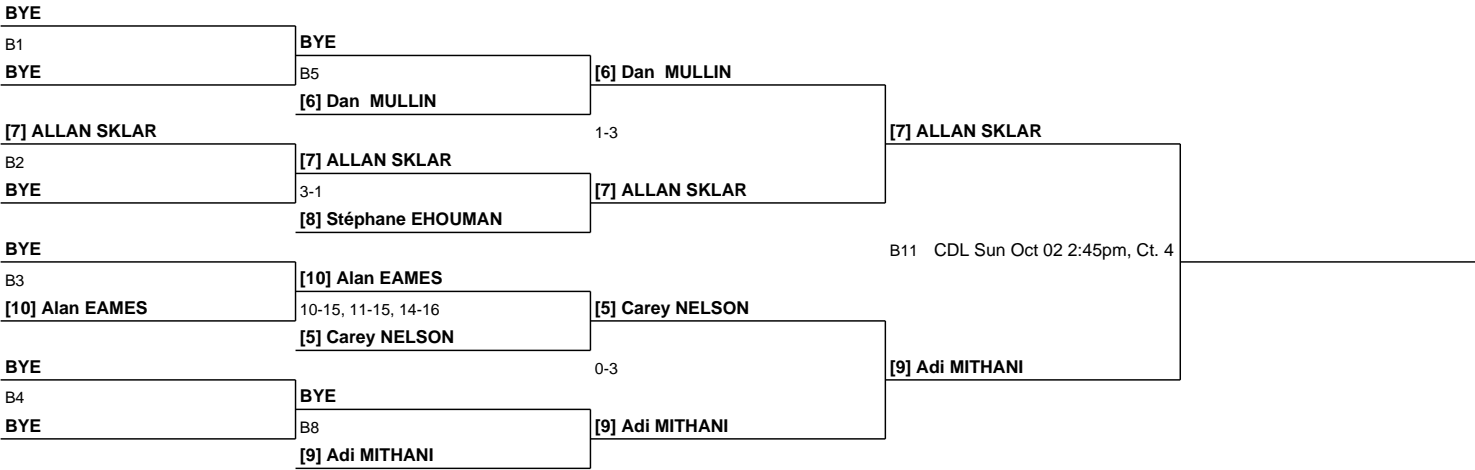 BYE
B1
BYE
BYE
B5
[6] Dan MULLIN
[6] Dan MULLIN
[7] ALLAN SKLAR
1-3
[7] ALLAN SKLAR
B2
[7] ALLAN SKLAR
BYE
3-1
[7] ALLAN SKLAR
[8] Stéphane EHOUMAN
BYE
B11 CDL Sun Oct 02 2:45pm, Ct. 4
B3
[10] Alan EAMES
[10] Alan EAMES
10-15, 11-15, 14-16
[5] Carey NELSON
[5] Carey NELSON
BYE
0-3
[9] Adi MITHANI
B4
BYE
BYE
B8
[9] Adi MITHANI
[9] Adi MITHANI